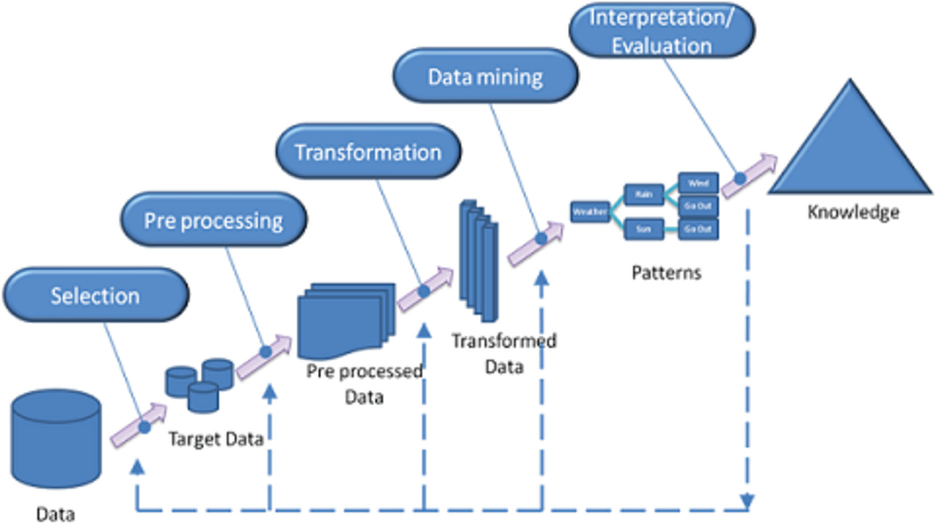 Interpretation/
Evaluation
Data mining
Transformation
Pre processing
Selection
Weather
Rain
Sun
Wind
Go Out
Go Out
Knowledge
Patterns
Transformed
Data
Pre processed
Data
Target Data
Data